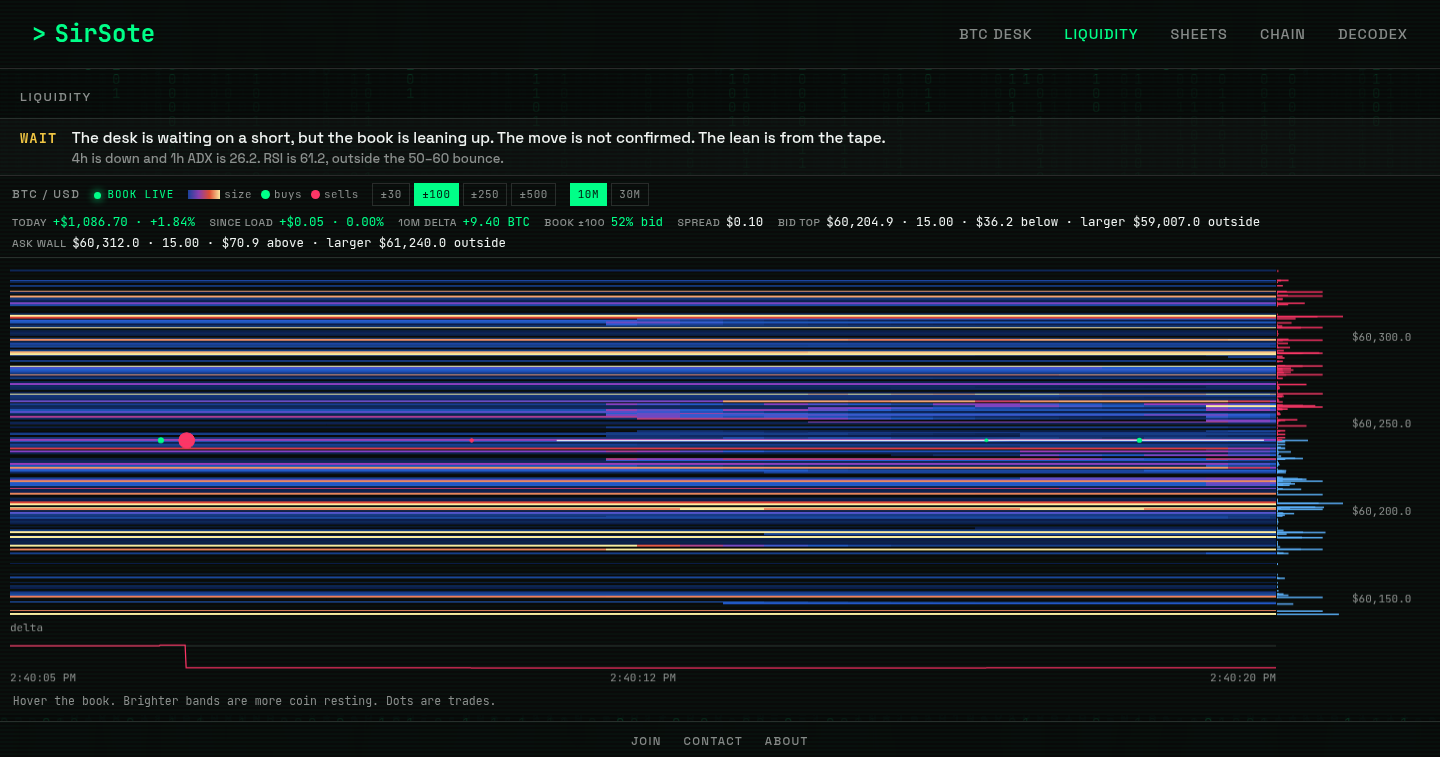 > SirSote
BTC DESK LIQUIDITY SHEETS CHAIN DECODEX
LIQUIDITY
WAIT The desk is waiting on a short, but the book is leaning up. The move is not confirmed. The lean is from the tape.
4h is down and 1h ADX is 26.2. RSI is 61.2, outside the 50–60 bounce.
BTC / USD BOOK LIVE size buys sells ±30 ±100 ±250 ±500 10M 30M
TODAY +$1,086.70 · +1.84% SINCE LOAD +$0.05 · 0.00% 10M DELTA +9.40 BTC BOOK ±100 52% bid SPREAD $0.10 BID TOP $60,204.9 · 15.00 · $36.2 below · larger $59,007.0 outside
ASK WALL $60,312.0 · 15.00 · $70.9 above · larger $61,240.0 outside
$60,300.0
$60,250.0
$60,200.0
$60,150.0
delta
2:40:05 PM 2:40:12 PM 2:40:20 PM
Hover the book. Brighter bands are more coin resting. Dots are trades.
JOIN CONTACT ABOUT